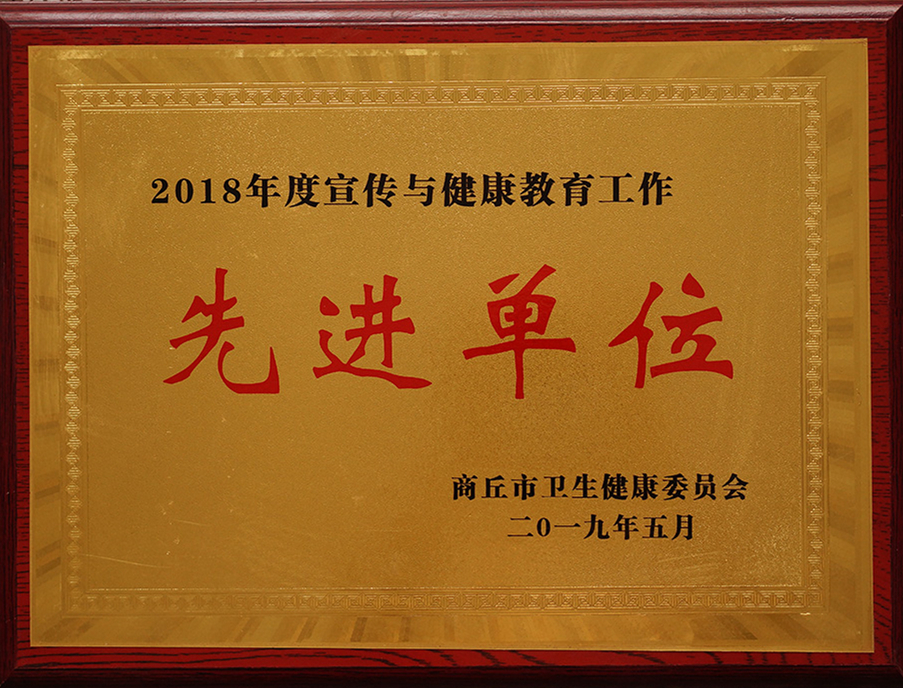 2018年度宣传与健康教育工作
先进单位
商丘市卫生健康委员会
二0一九年五月